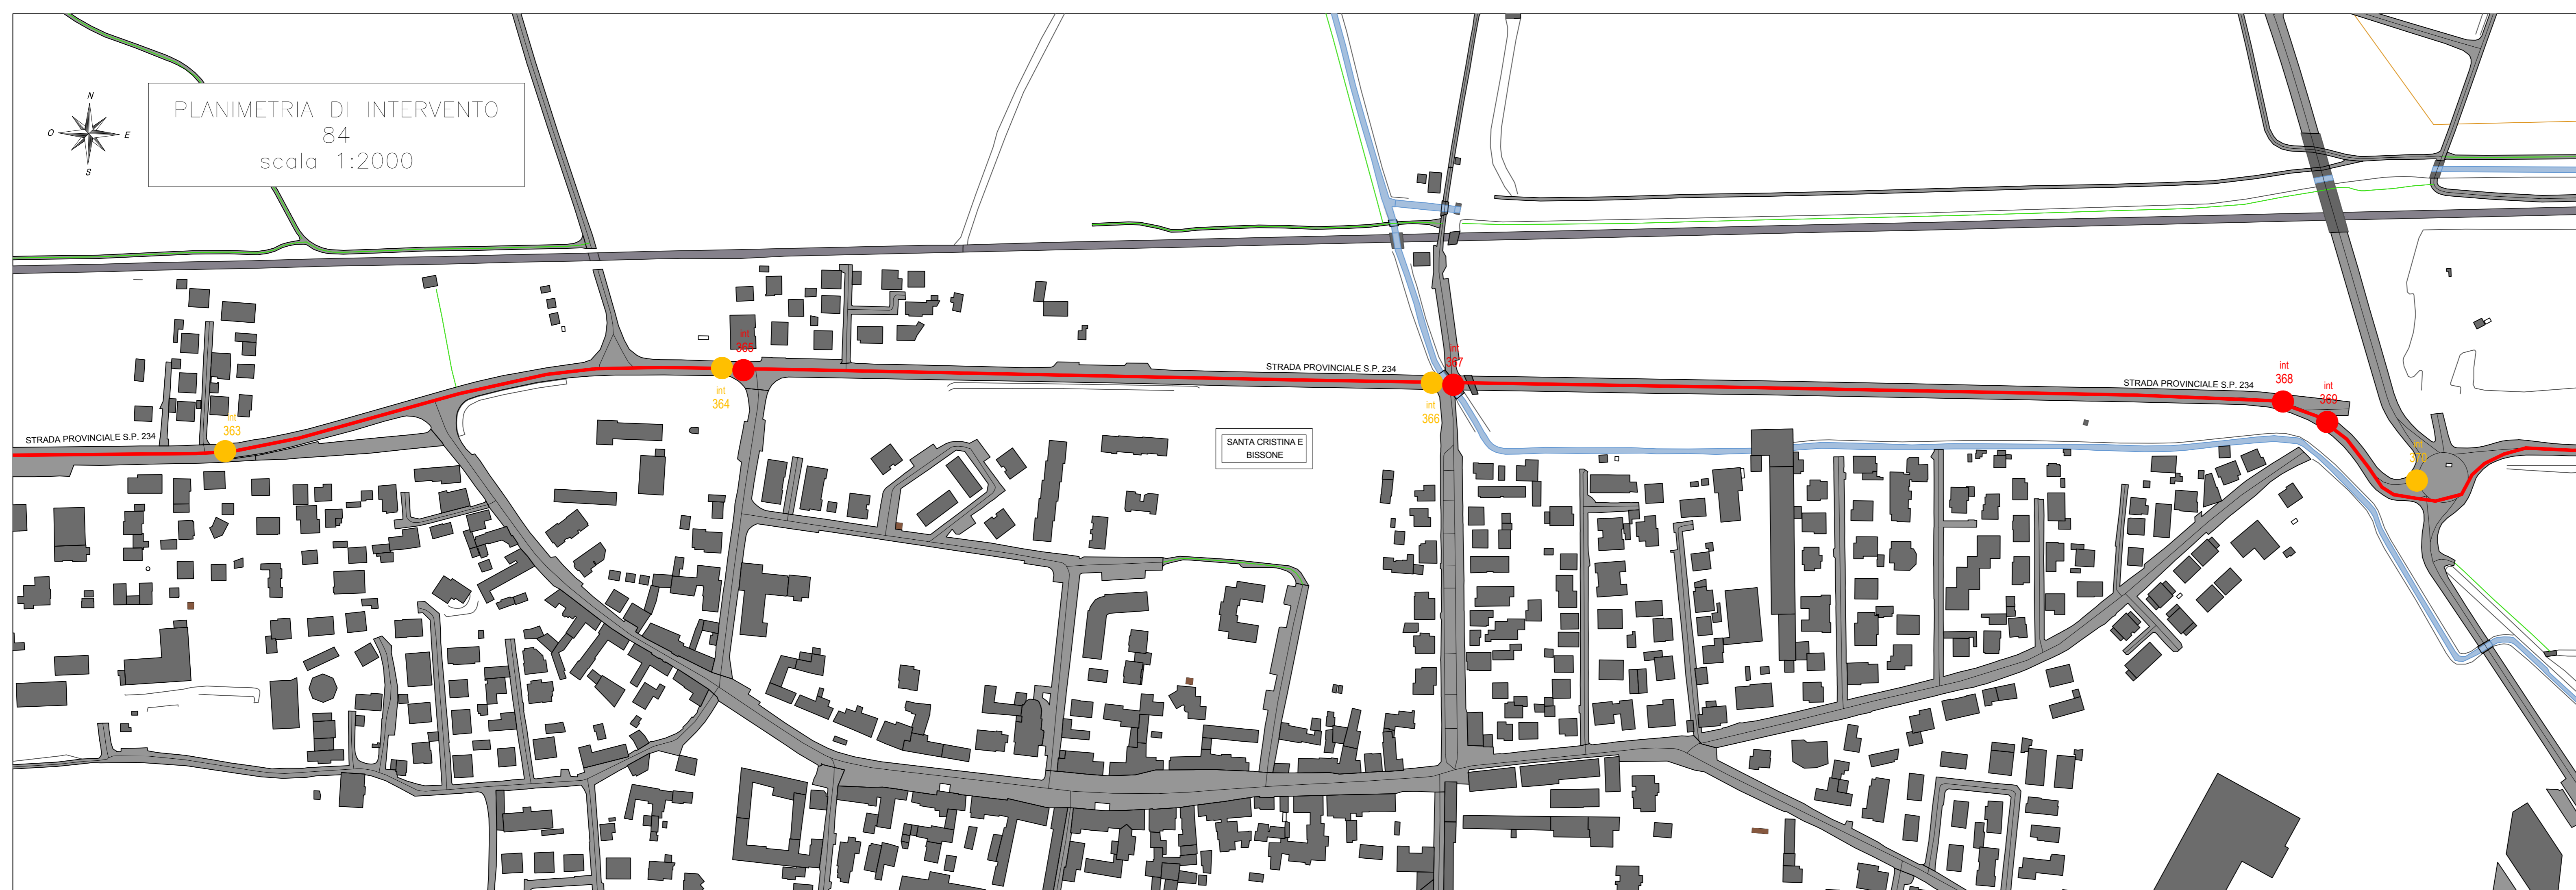 N
O
E
S
PLANIMETRIA DI INTERVENTO
84
scala 1:2000
STRADA PROVINCIALE S.P. 234
int
363
int
364
int
365
STRADA PROVINCIALE S.P. 234
int
366
int
367
SANTA CRISTINA E
BISSONE
STRADA PROVINCIALE S.P. 234
int
368
int
369
int
370